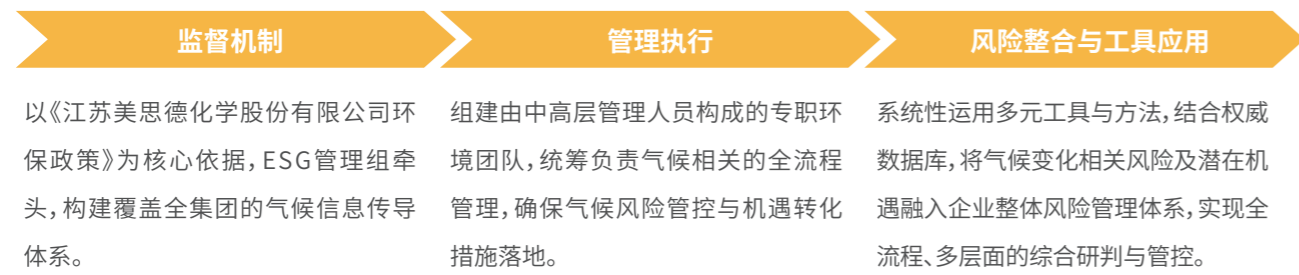 监督机制
以《江苏美思德化学股份有限公司环
保政策》为核心依据，ESG管理组牵
头，构建覆盖全集团的气候信息传导
体系。
管理执行
组建由中高层管理人员构成的专职环
境团队，统筹负责气候相关的全流程
管理，确保气候风险管控与机遇转化
措施落地。
风险整合与工具应用
系统性运用多元工具与方法，结合权威
数据库，将气候变化相关风险及潜在机
遇融入企业整体风险管理体系，实现全
流程、多层面的综合研判与管控。